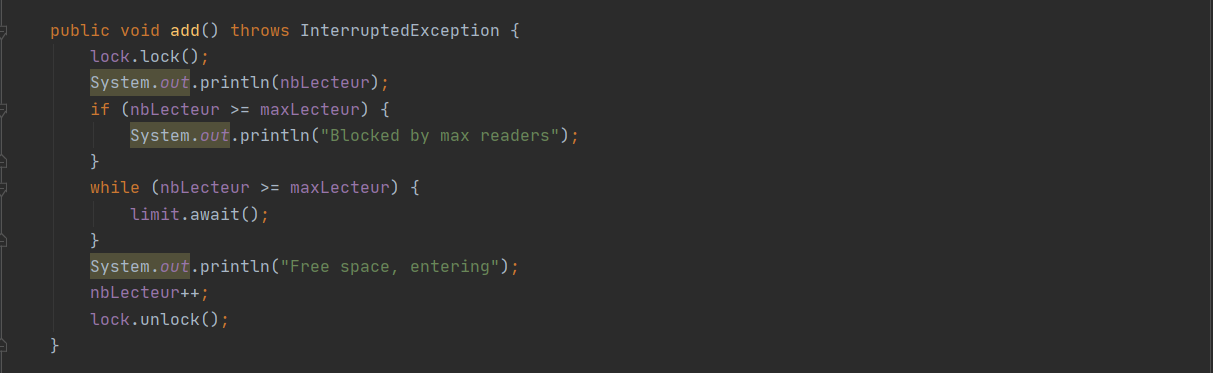 public void add() throws InterruptedException {
    lock.lock();
    System.out.println(nbLecteur);
    if (nbLecteur >= maxLecteur) {
        System.out.println("Blocked by max readers");
    }
    while (nbLecteur >= maxLecteur) {
        limit.await();
    }
    System.out.println("Free space, entering");
    nbLecteur++;
    lock.unlock();
}